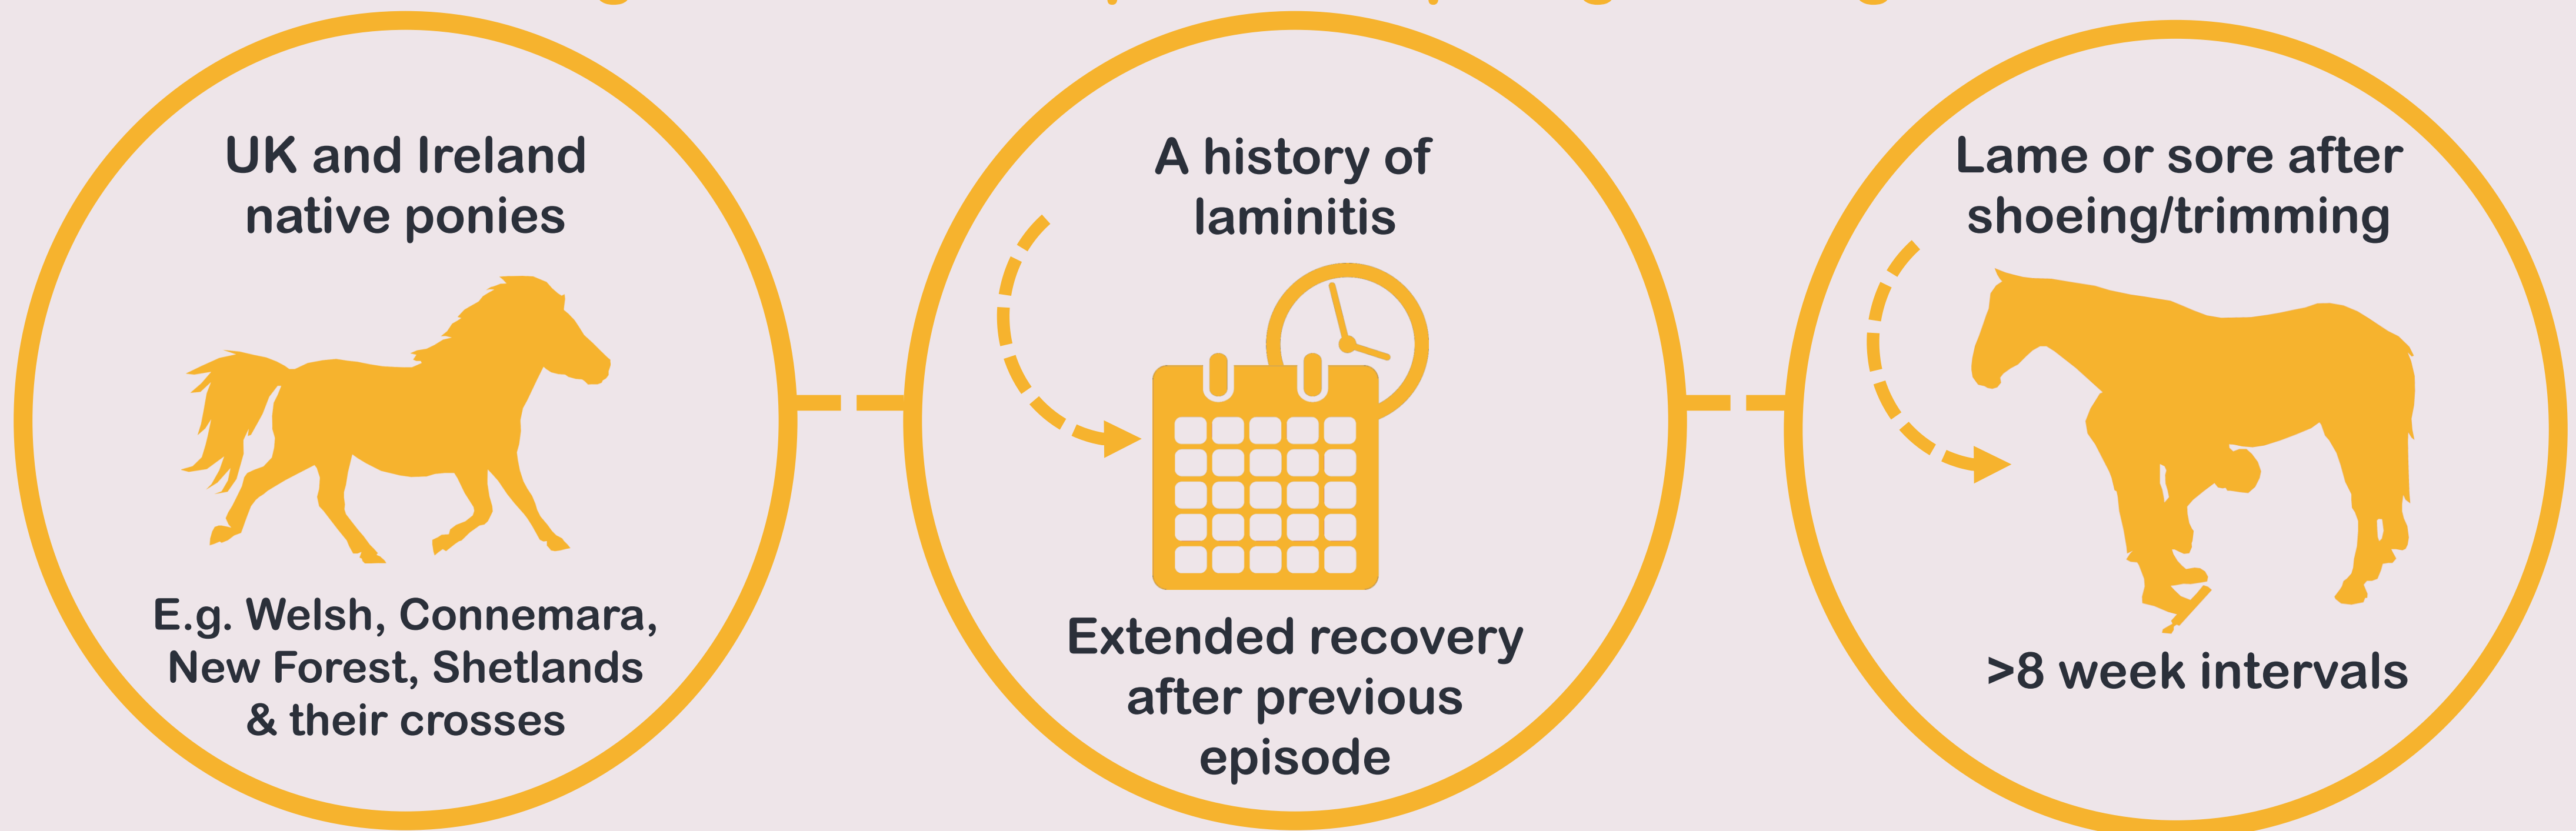 UK and Ireland
native ponies
E.g. Welsh, Connemara,
New Forest, Shetlands
& their crosses
A history of
laminitis
Extended recovery
after previous
episode
Lame or sore after
shoeing/trimming
>8 week intervals